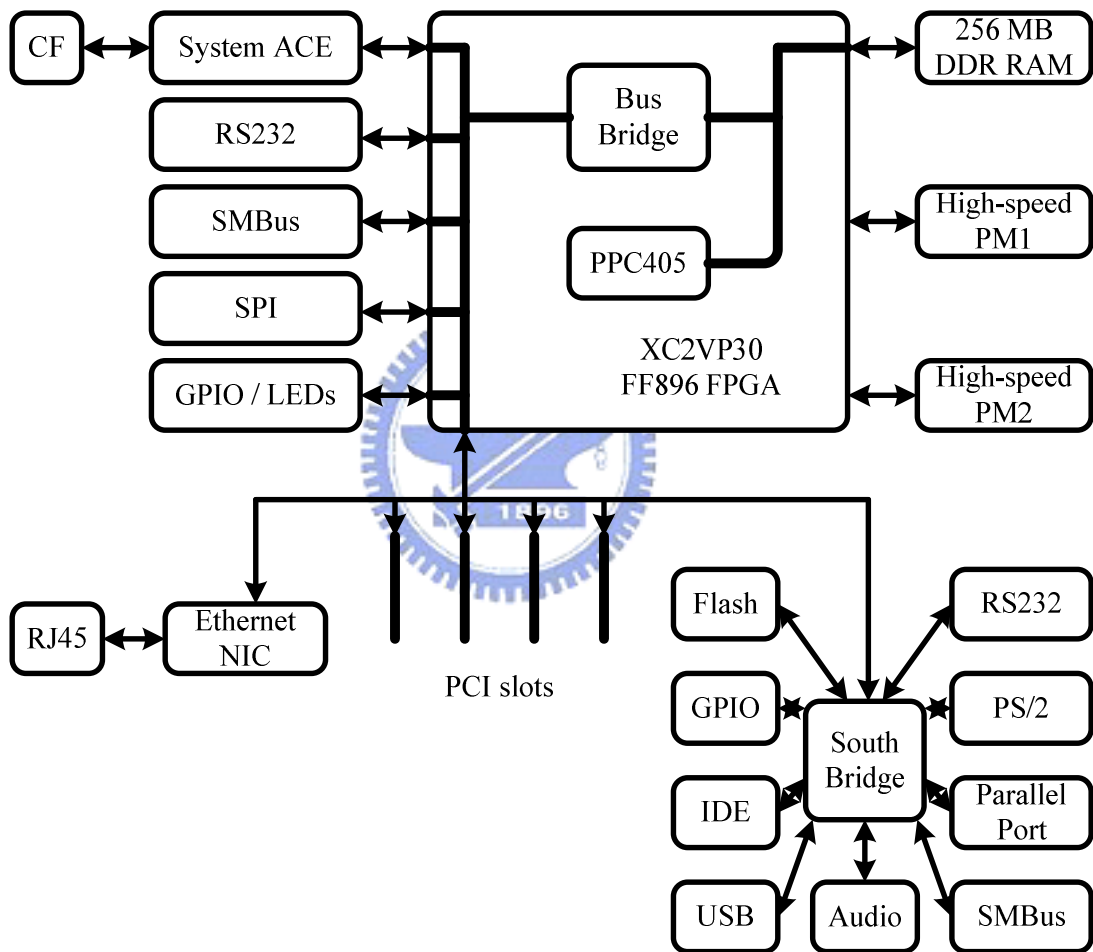 CF
System ACE
256 MB
DDR RAM
Bus
Bridge
RS232
SMBus
High-speed
PM1
PPC405
SPI
XC2VP30
FF896 FPGA
GPIO / LEDs
High-speed
PM2
1896
Flash
RS232
RJ45
Ethernet
NIC
PCI slots
GPIO
PS/2
South
Bridge
IDE
Parallel
Port
USB
Audio
SMBus